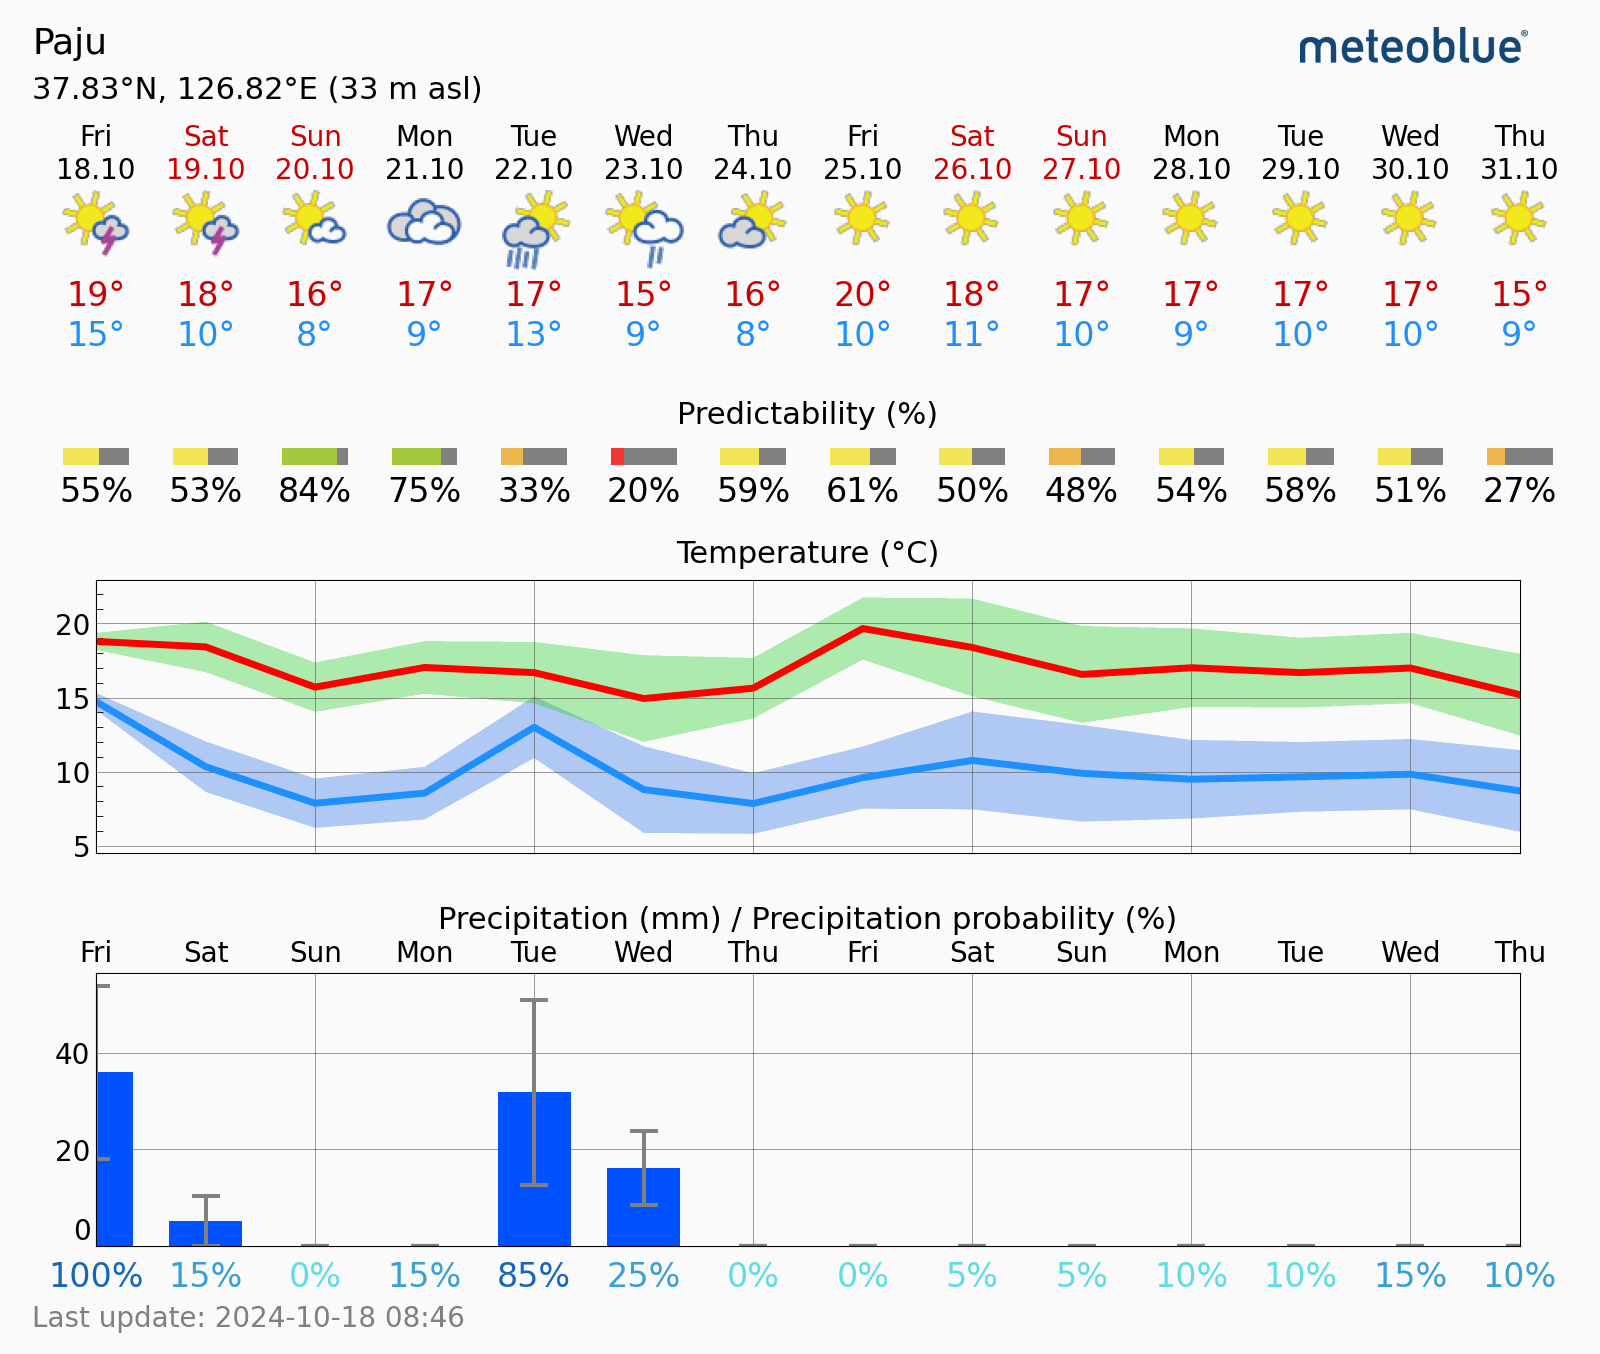 Paju
meteoblue®
37.83°N, 126.82°E (33 m asl)
Fri Sat Sun Mon Tue Wed Thu Fri Sat Sun Mon Tue Wed Thu
18.10 19.10 20.10 21.10 22.10 23.10 24.10 25.10 26.10 27.10 28.10 29.10 30.10 31.10
19° 18° 16° 17° 17° 15° 16° 20° 18° 17° 17° 17° 17° 15°
15° 10° 8° 9° 13° 9° 8° 10° 11° 10° 9° 10° 10° 9°
Predictability (%)
55% 53% 84% 75% 33% 20% 59% 61% 50% 48% 54% 58% 51% 27%
Temperature (°C)
20
15
10
5
Precipitation (mm) / Precipitation probability (%)
Fri Sat Sun Mon Tue Wed Thu Fri Sat Sun Mon Tue Wed Thu
40
20
0
100% 15% 0% 15% 85% 25% 0% 0% 5% 5% 10% 10% 15% 10%
Last update: 2024-10-18 08:46